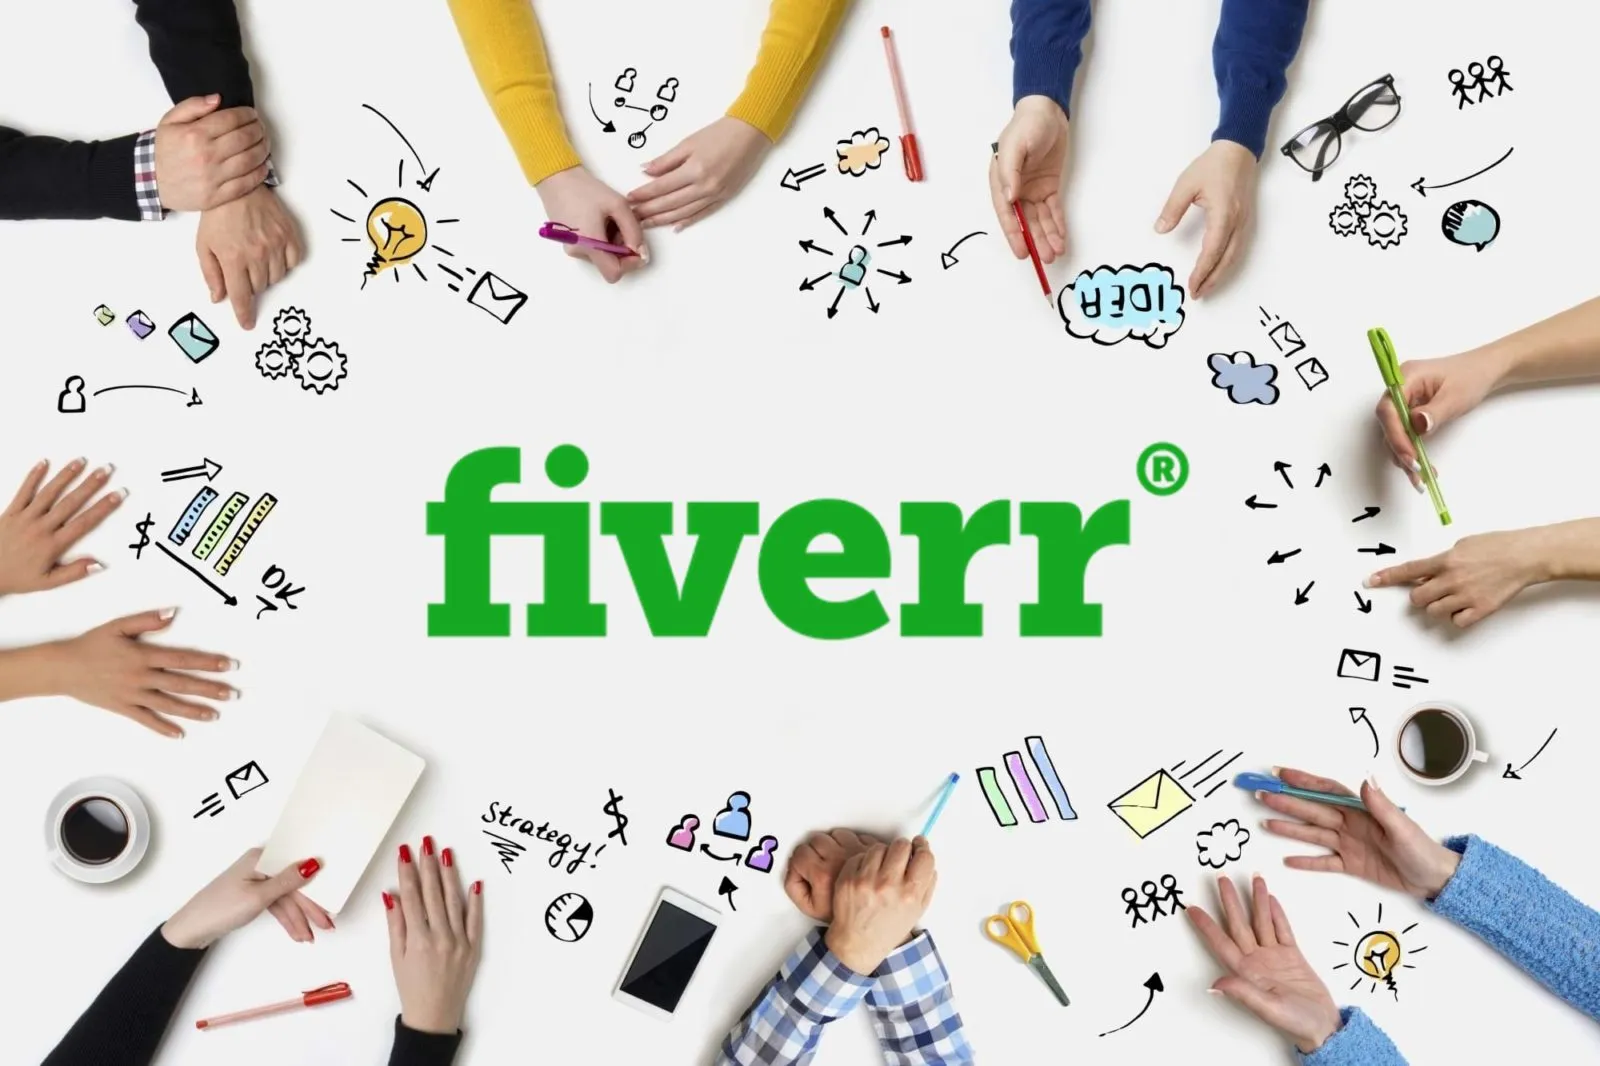 iDEA
$
OK
fiverr®
strategy!
$